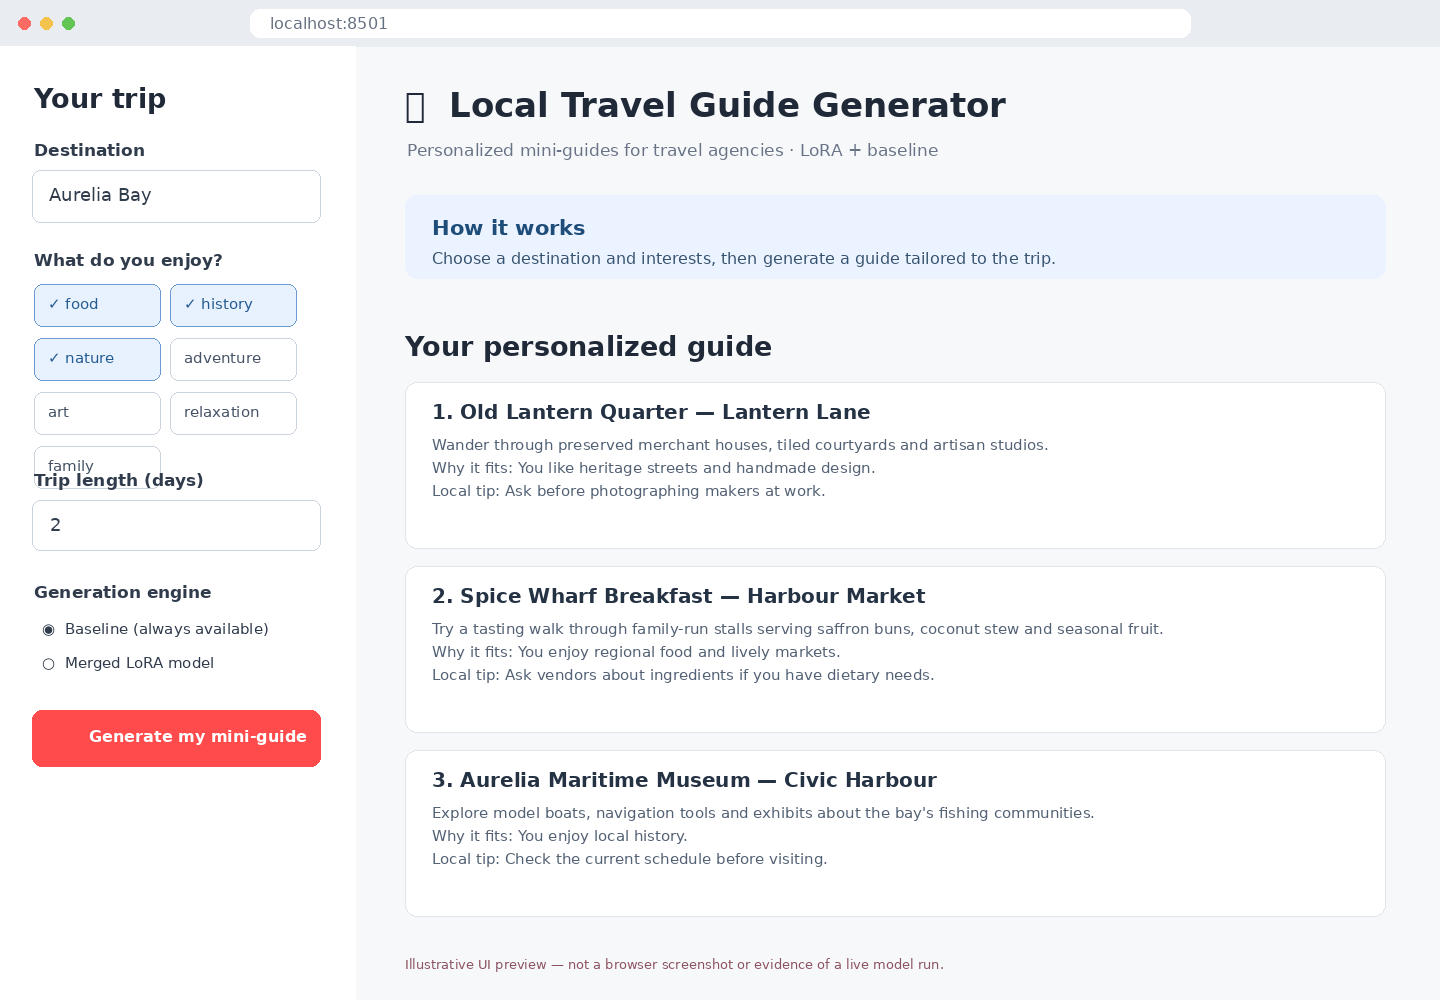 localhost:8501
Your trip
Destination
Aurelia Bay
What do you enjoy?
✓ food
✓ history
✓ nature
adventure
art
relaxation
family
Trip length (days)
2
Generation engine
◉ Baseline (always available)
○ Merged LoRA model
Generate my mini-guide
Local Travel Guide Generator
Personalized mini-guides for travel agencies · LoRA + baseline
How it works
Choose a destination and interests, then generate a guide tailored to the trip.
Your personalized guide
1. Old Lantern Quarter — Lantern Lane
Wander through preserved merchant houses, tiled courtyards and artisan studios.
Why it fits: You like heritage streets and handmade design.
Local tip: Ask before photographing makers at work.
2. Spice Wharf Breakfast — Harbour Market
Try a tasting walk through family-run stalls serving saffron buns, coconut stew and seasonal fruit.
Why it fits: You enjoy regional food and lively markets.
Local tip: Ask vendors about ingredients if you have dietary needs.
3. Aurelia Maritime Museum — Civic Harbour
Explore model boats, navigation tools and exhibits about the bay's fishing communities.
Why it fits: You enjoy local history.
Local tip: Check the current schedule before visiting.
Illustrative UI preview — not a browser screenshot or evidence of a live model run.